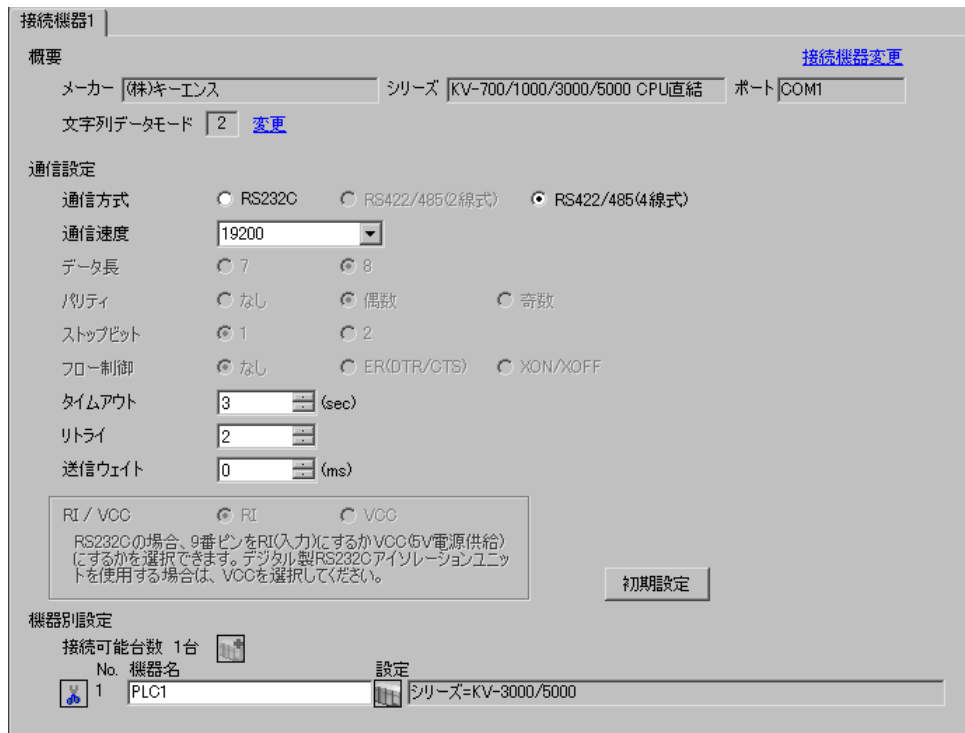 接続機器1
概要 接続機器変更
メーカー (株)キーエンス シリーズ KV-700/1000/3000/5000 CPU直結 ポート COM1
文字列データモード 2 変更
通信設定
通信方式 RS232C RS422/485(2線式) RS422/485(4線式)
通信速度 19200
データ長 7 8
パリティ なし 偶数 奇数
ストップビット 1 2
フロー制御 なし ER(DTR/CTS) XON/XOFF
タイムアウト 3 (sec)
リトライ 2
送信ウェイト 0 (ms)
RI / VCC RI VCC
RS232Cの場合、9番ピンをRI(入力)にするかVCC(5V電源供給)
にするかを選択できます。デジタル製RS232Cアイソレーションユニッ
トを使用する場合は、VCCを選択してください。
初期設定
機器別設定
接続可能台数 1台
No. 機器名 設定
1 PLC1 シリーズ=KV-3000/5000